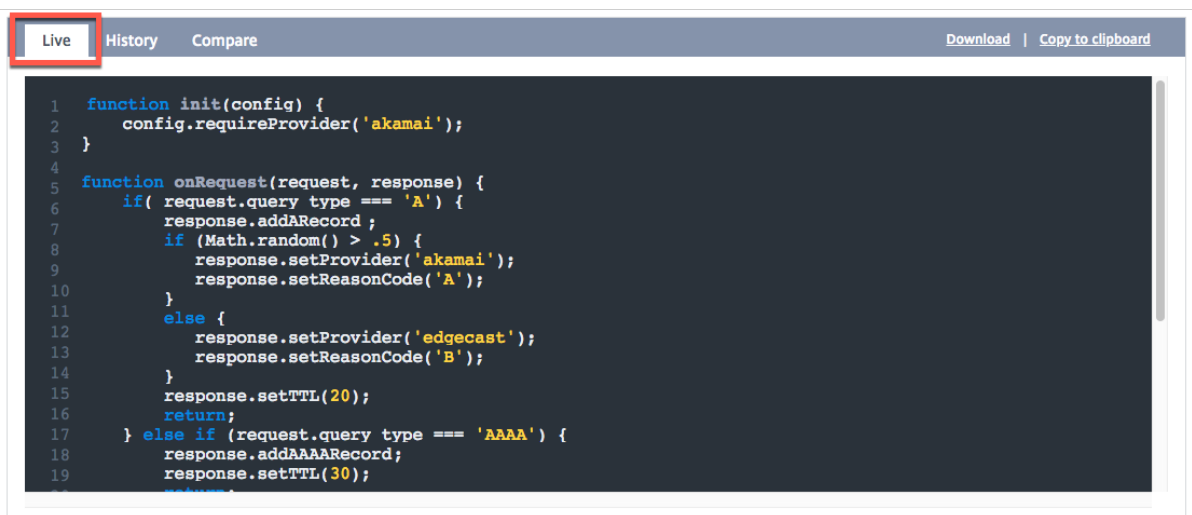 Live History Compare Download | Copy to clipboard
1 function init(config) {
2 config.requireProvider('akamai');
3 }
4
5 function onRequest(request, response) {
6 if( request.query type === 'A') {
7 response.addARecord ;
8 if (Math.random() > .5) {
9 response.setProvider('akamai');
10 response.setReasonCode('A');
11 }
12 else {
13 response.setProvider('edgecast');
14 response.setReasonCode('B');
15 }
16 response.setTTL(20);
17 return;
18 } else if (request.query type === 'AAAA') {
19 response.addAAAARecord;
response.setTTL(30);